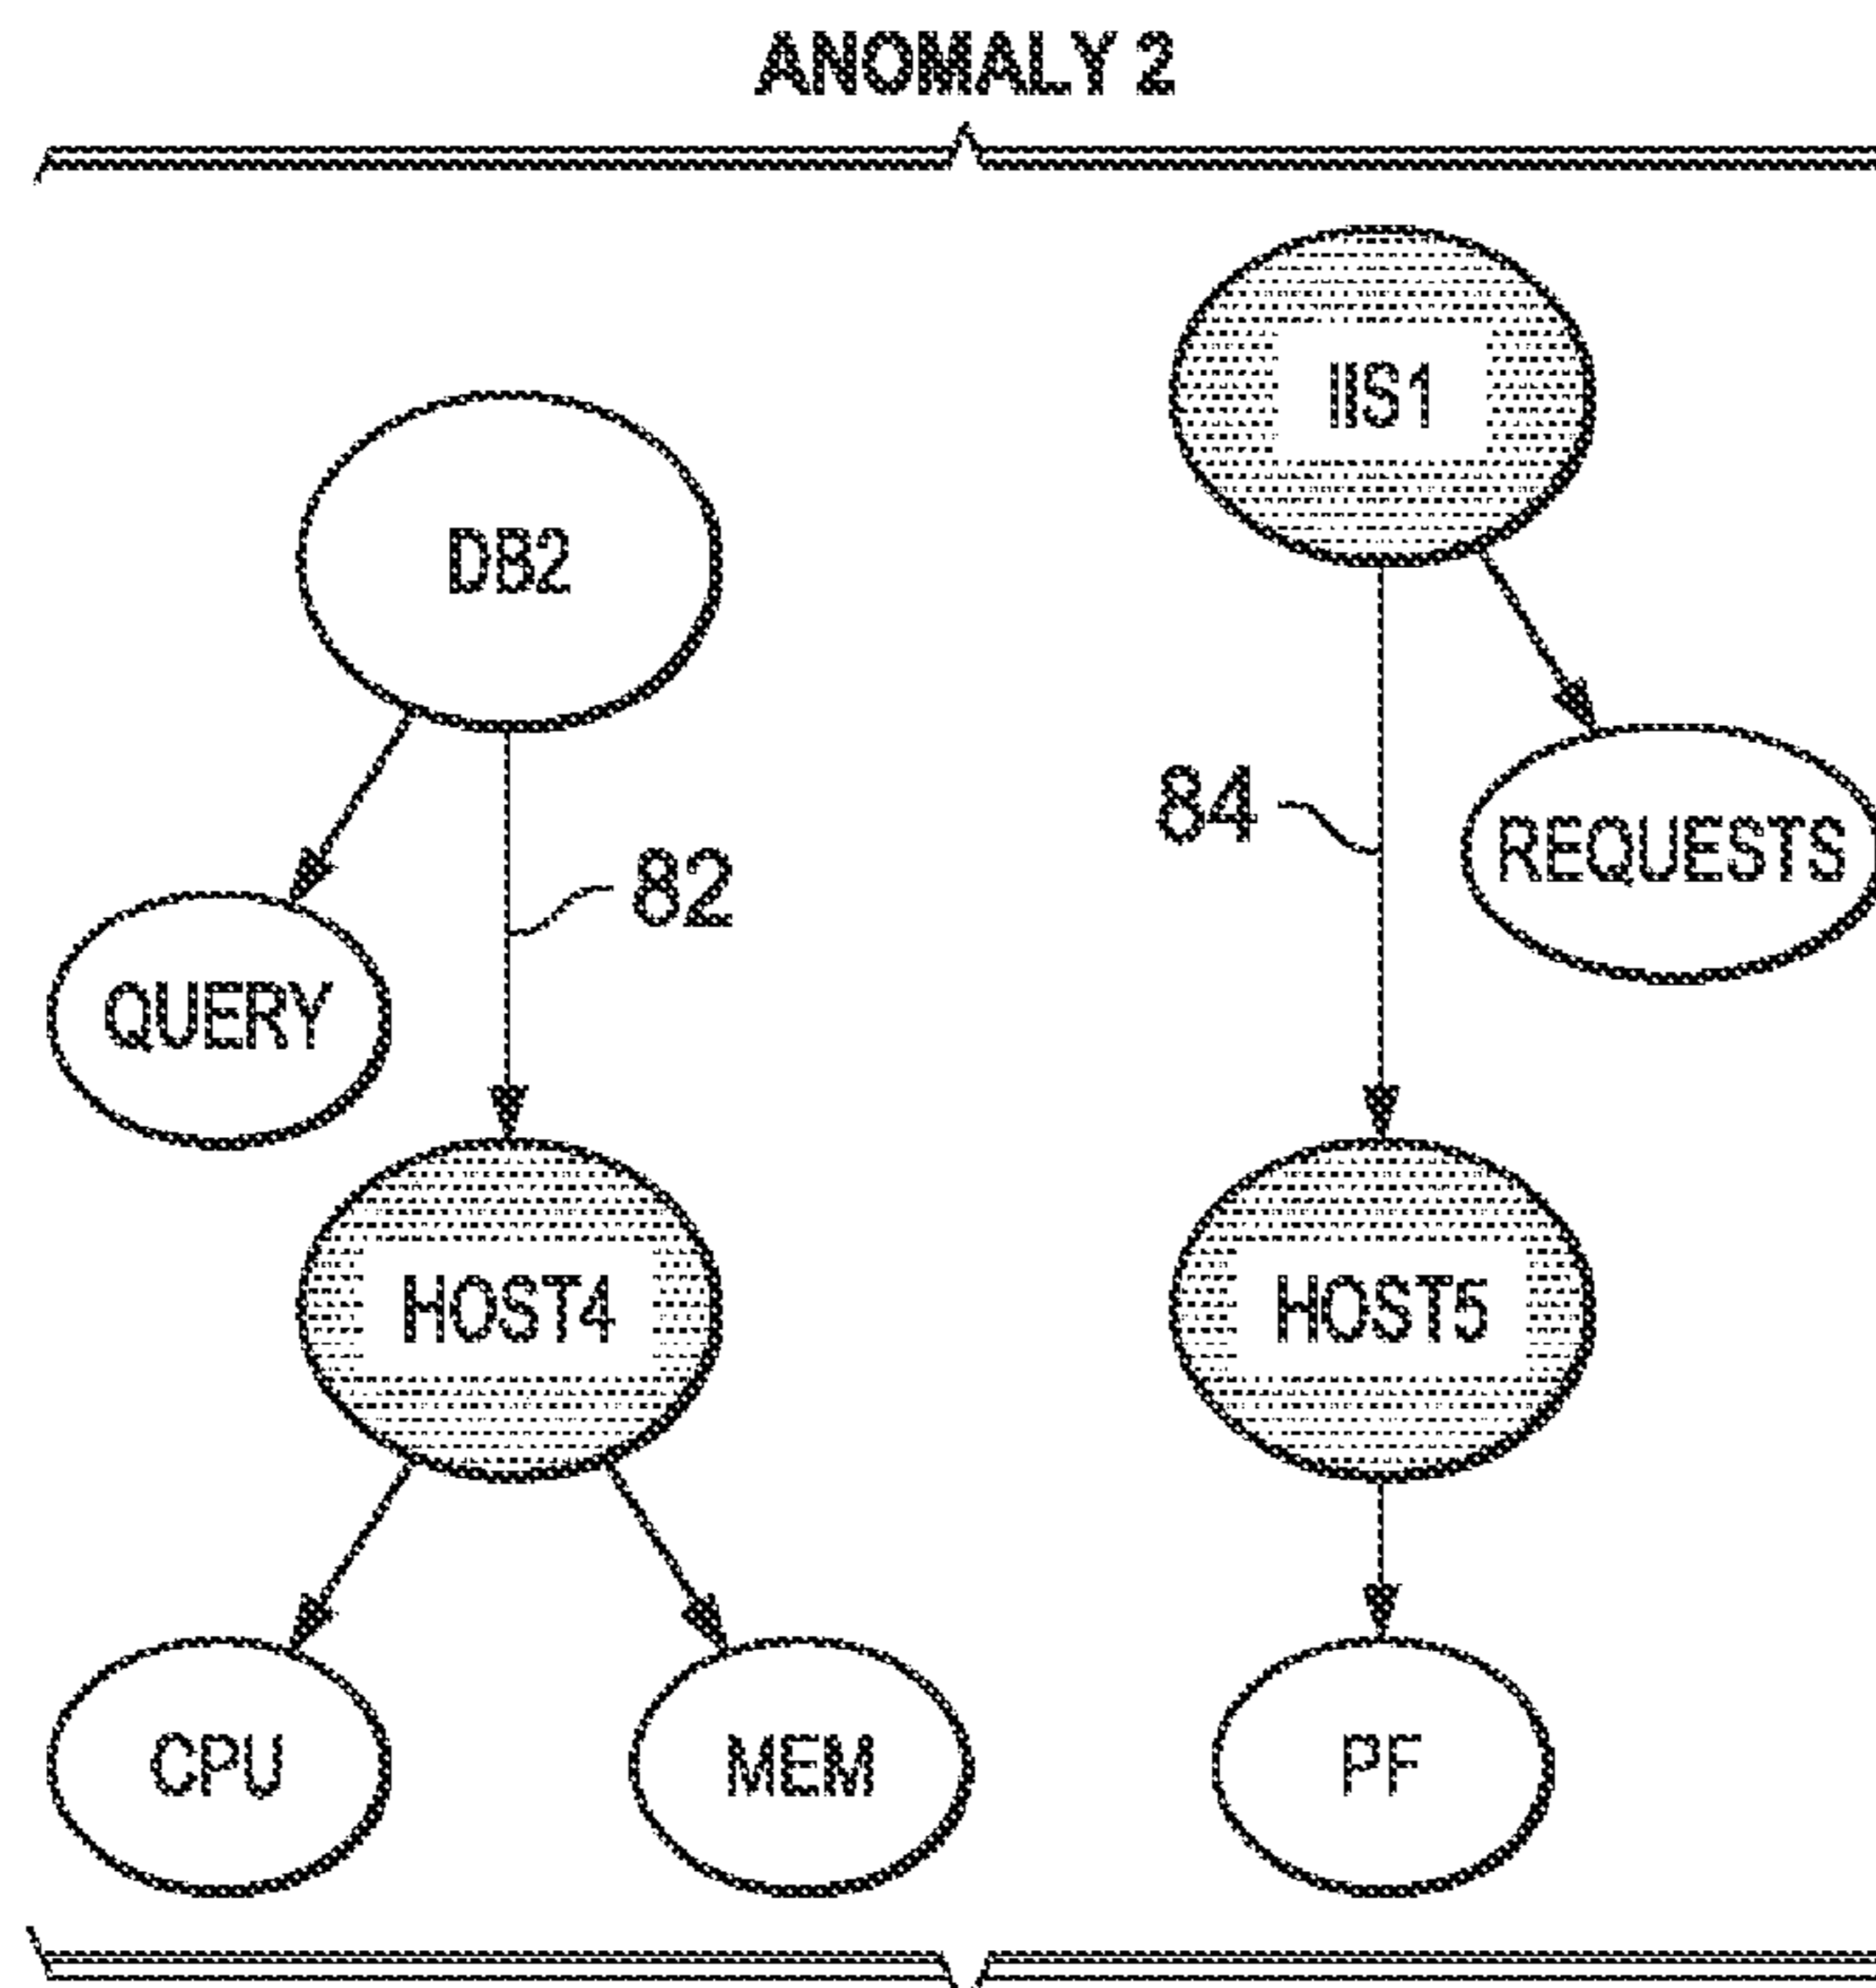 ANOMALY 2
IIS1
DB2
84
REQUESTS
82
QUERY
HOST4
HOST5
CPU
MEM
PF